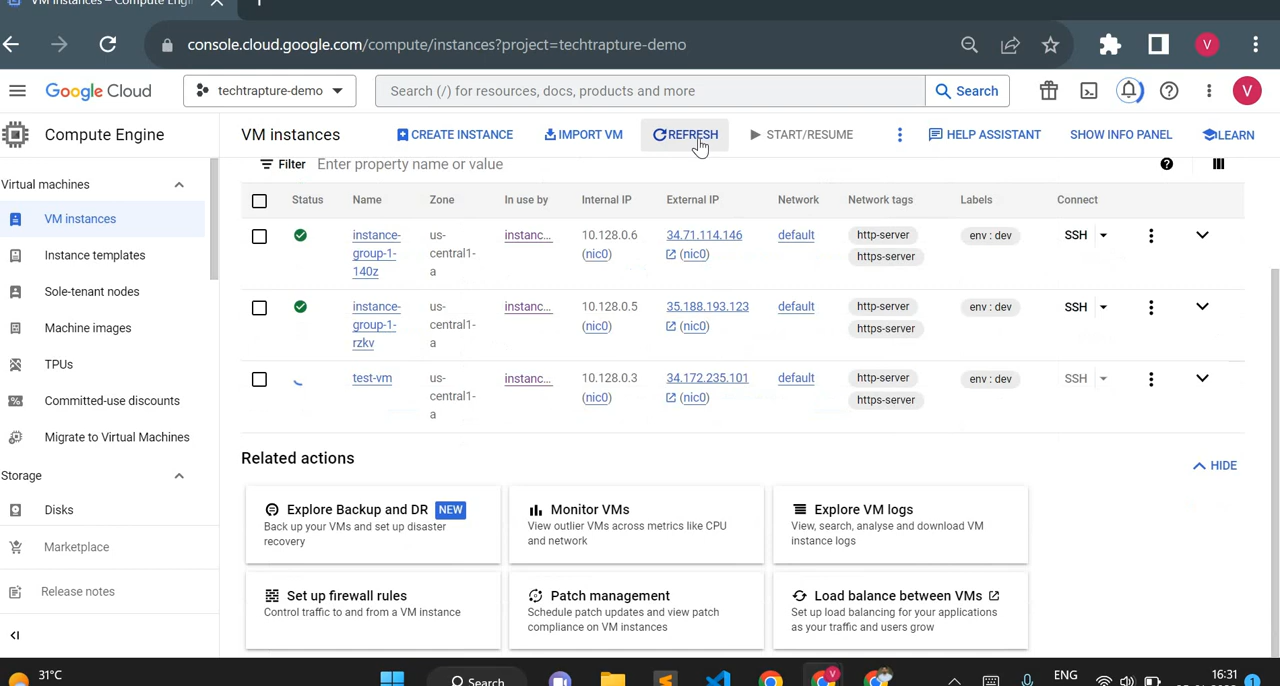 VM instances – Compute Engi
console.cloud.google.com/compute/instances?project=techtrapture-demo
V
Google Cloud
techtrapture-demo
Search (/) for resources, docs, products and more
Search
V
Compute Engine
VM instances
CREATE INSTANCE
IMPORT VM
REFRESH
START/RESUME
HELP ASSISTANT
SHOW INFO PANEL
LEARN
Virtual machines
VM instances
Instance templates
Sole-tenant nodes
Machine images
TPUs
Committed-use discounts
Migrate to Virtual Machines
Storage
Disks
Marketplace
Release notes
Filter Enter property name or value
Status Name Zone In use by Internal IP External IP Network Network tags Labels Connect
instance-group-1-140z us-central1-a instanc... 10.128.0.6 (nic0) 34.71.114.146 (nic0) default http-server https-server env : dev SSH
instance-group-1-rzkv us-central1-a instanc... 10.128.0.5 (nic0) 35.188.193.123 (nic0) default http-server https-server env : dev SSH
test-vm us-central1-a instanc... 10.128.0.3 (nic0) 34.172.235.101 (nic0) default http-server https-server env : dev SSH
Related actions
HIDE
Explore Backup and DR NEW
Back up your VMs and set up disaster
recovery
Monitor VMs
View outlier VMs across metrics like CPU
and network
Explore VM logs
View, search, analyse and download VM
instance logs
Set up firewall rules
Control traffic to and from a VM instance
Patch management
Schedule patch updates and view patch
compliance on VM instances
Load balance between VMs
Set up load balancing for your applications
as your traffic and users grow
31°C
Search
V
ENG
16:31
1